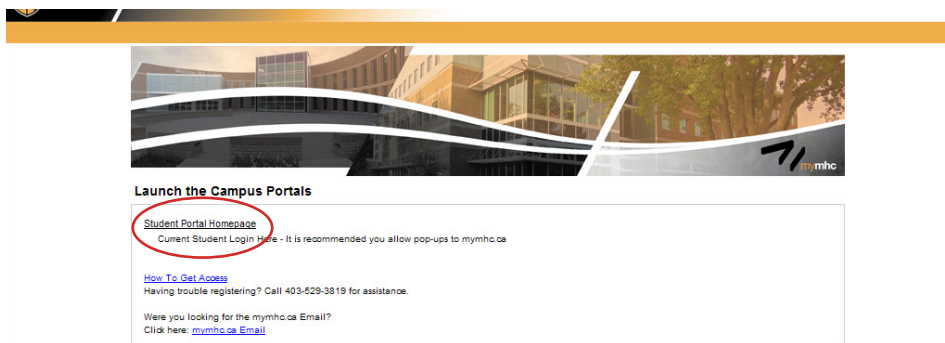 mymhc
Launch the Campus Portals
Student Portal Homepage
Current Student Login Here - It is recommended you allow pop-ups to mymhc.ca
How To Get Access
Having trouble registering? Call 403-529-3819 for assistance.
Were you looking for the mymhc.ca Email?
Click here: mymhc.ca Email